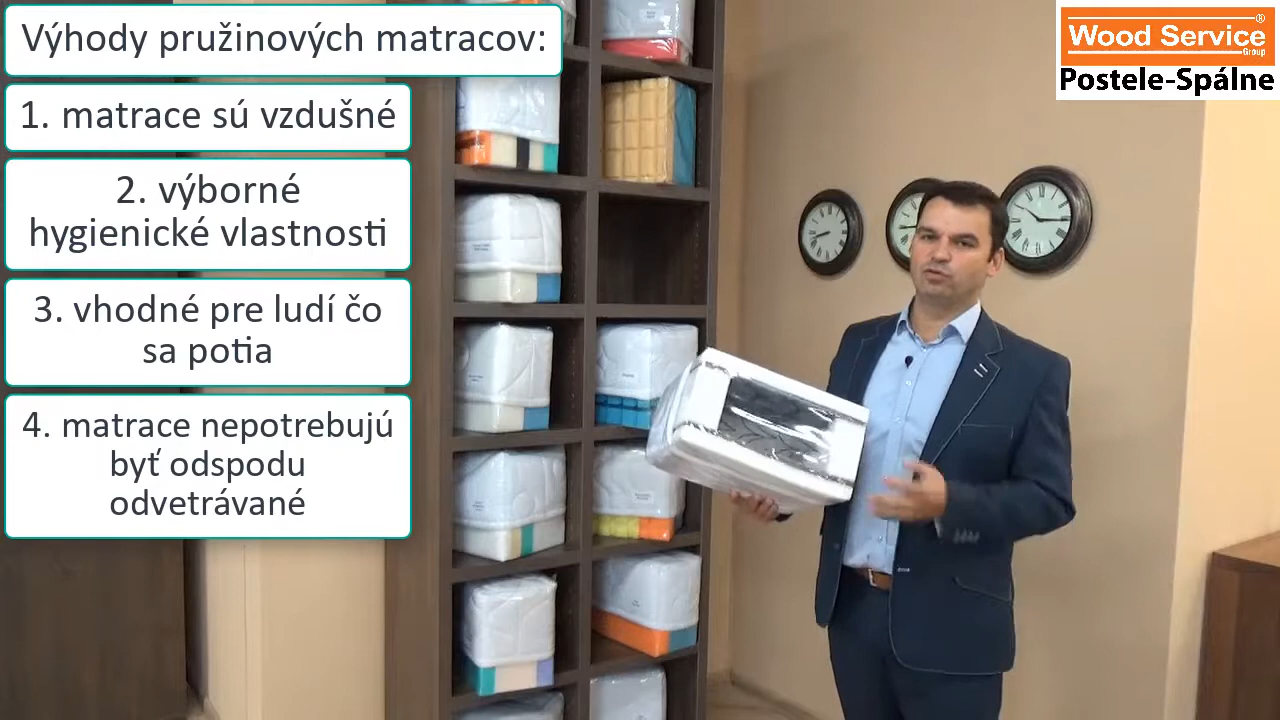 Výhody pružinových matracov:
1. matrace sú vzdušné
2. výborné
hygienické vlastnosti
3. vhodné pre ludí čo
sa potia
4. matrace nepotrebujú
byť odspodu
odvetrávané
Wood Service®
Group
Postele-Spálne